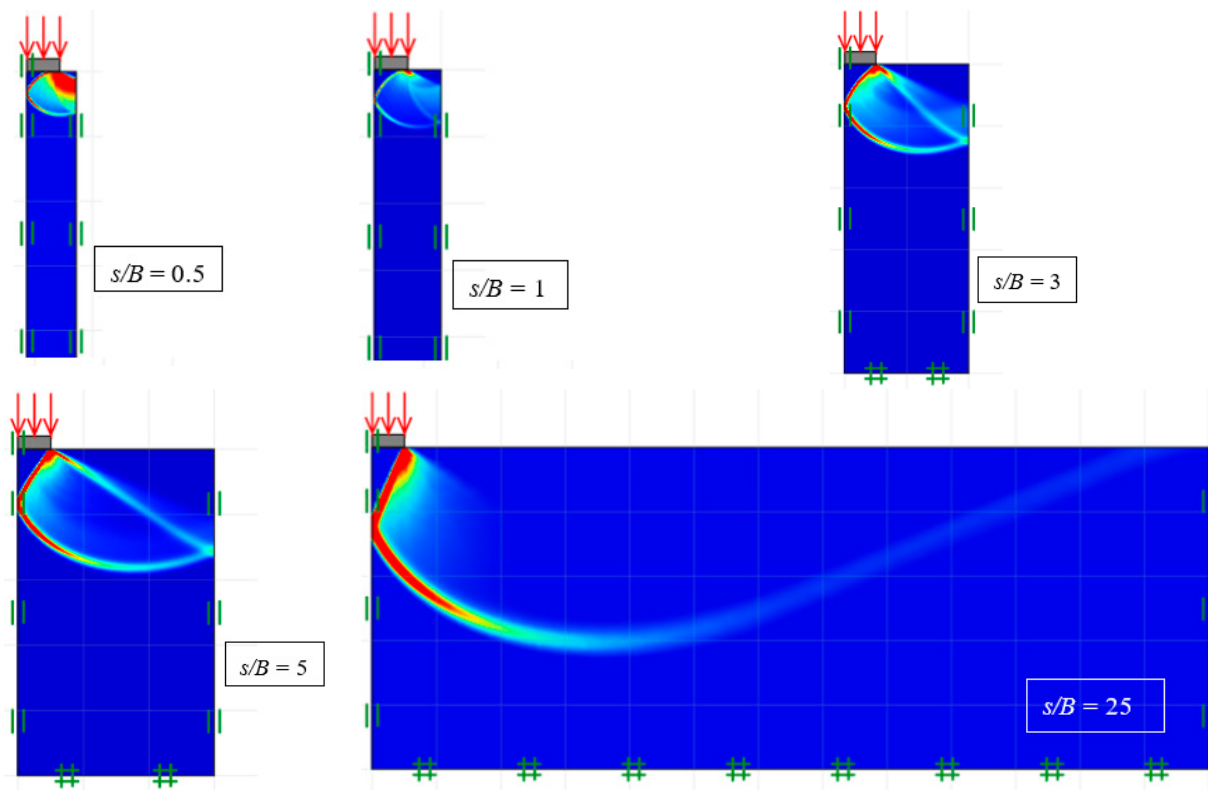 s/B = 0.5
s/B = 1
s/B = 3
s/B = 5
s/B = 25